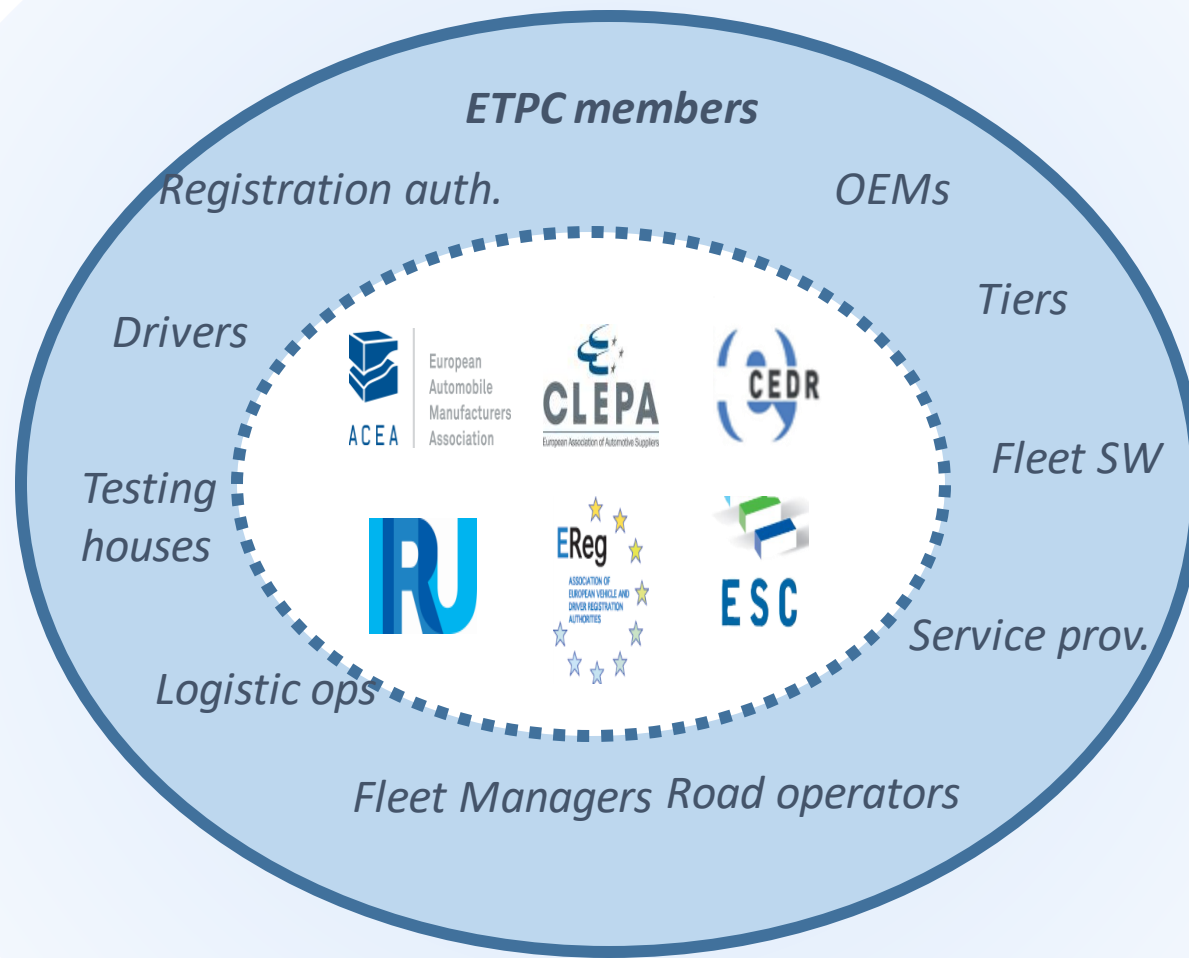 ETPC members
Registration auth.
OEMs
Tiers
Drivers
ACEA
European
Automobile
Manufacturers
Association
CLEPA
European Association of Automotive Suppliers
CEDR
Fleet SW
Testing
houses
IRU
EReg
ASSOCIATION OF
EUROPEAN VEHICLE AND
DRIVER REGISTRATION
AUTHORITIES
ESC
Service prov.
Logistic ops
Fleet Managers
Road operators